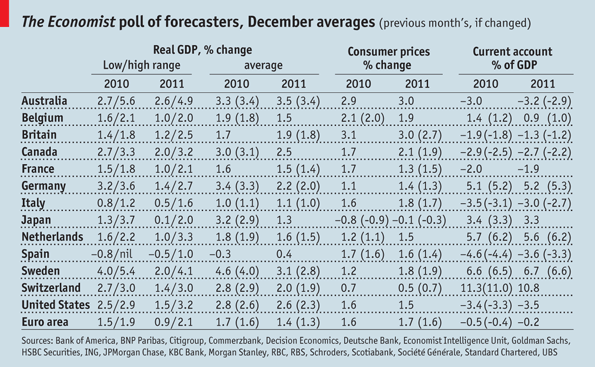 The Economist poll of forecasters, December averages (previous month's, if changed)
Real GDP, % change Consumer prices Current account
Low/high range average % change % of GDP
2010 2011 2010 2011 2010 2011 2010 2011
Australia 2.7/5.6 2.6/4.9 3.3 (3.4) 3.5 (3.4) 2.9 3.0 –3.0 –3.2 (–2.9)
Belgium 1.6/2.1 1.0/2.0 1.9 (1.8) 1.5 2.1 (2.0) 1.9 1.4 (1.2) 0.9 (1.0)
Britain 1.4/1.8 1.2/2.5 1.7 1.9 (1.8) 3.1 3.0 (2.7) –1.9 (–1.8) –1.3 (–1.2)
Canada 2.7/3.3 2.0/3.2 3.0 (3.1) 2.5 1.7 2.1 (1.9) –2.9 (–2.5) –2.7 (–2.2)
France 1.5/1.8 1.0/2.1 1.6 1.5 (1.4) 1.7 1.3 (1.5) –2.0 –1.9
Germany 3.2/3.6 1.4/2.7 3.4 (3.3) 2.2 (2.0) 1.1 1.4 (1.3) 5.1 (5.2) 5.2 (5.3)
Italy 0.8/1.2 0.5/1.6 1.0 (1.1) 1.1 (1.0) 1.6 1.8 (1.7) –3.5 (–3.1) –3.0 (–2.7)
Japan 1.3/3.7 0.1/2.0 3.2 (2.9) 1.3 –0.8 (–0.9) –0.1 (–0.3) 3.4 (3.3) 3.3
Netherlands 1.6/2.2 1.0/3.3 1.8 (1.9) 1.6 (1.5) 1.2 (1.1) 1.5 5.7 (6.2) 5.6 (6.2)
Spain –0.8/nil –0.5/1.0 –0.3 0.4 1.7 (1.6) 1.6 (1.4) –4.6 (–4.4) –3.6 (–3.3)
Sweden 4.0/5.4 2.0/4.1 4.6 (4.0) 3.1 (2.8) 1.2 1.8 (1.9) 6.6 (6.5) 6.7 (6.6)
Switzerland 2.7/3.0 1.4/3.0 2.8 (2.9) 2.0 (1.9) 0.7 0.5 (0.7) 11.3 (11.0) 10.8
United States 2.5/2.9 1.5/3.2 2.8 (2.6) 2.6 (2.3) 1.6 1.5 –3.4 (–3.3) –3.5
Euro area 1.5/1.9 0.9/2.1 1.7 (1.6) 1.4 (1.3) 1.6 1.7 (1.6) –0.5 (–0.4) –0.2
Sources: Bank of America, BNP Paribas, Citigroup, Commerzbank, Decision Economics, Deutsche Bank, Economist Intelligence Unit, Goldman Sachs,
HSBC Securities, ING, JPMorgan Chase, KBC Bank, Morgan Stanley, RBC, RBS, Schroders, Scotiabank, Société Générale, Standard Chartered, UBS